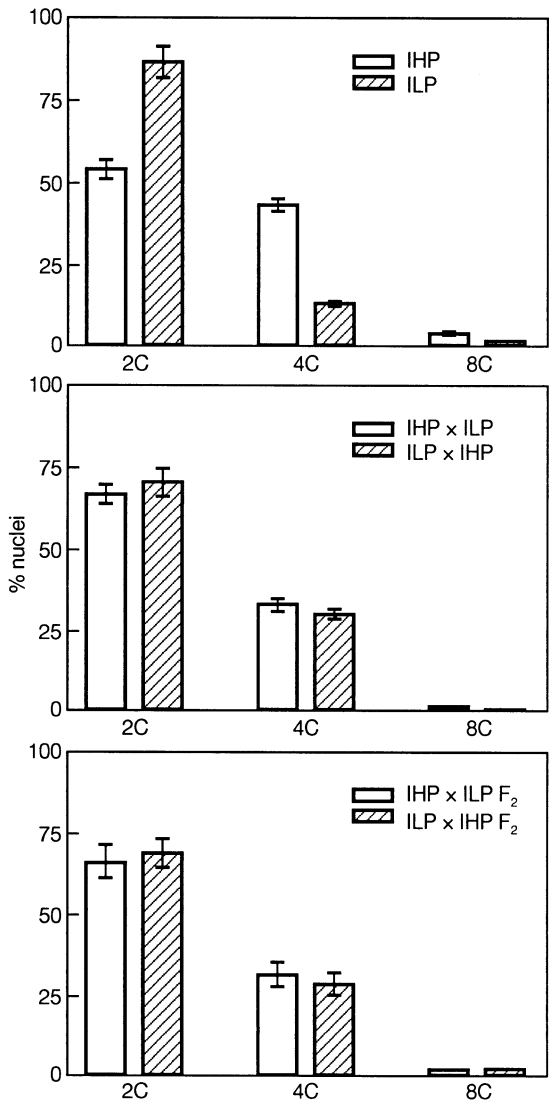 100
IHP
ILP
75
50
25
0
2C 4C 8C
100
IHP x ILP
ILP x IHP
75
% nuclei
50
25
0
2C 4C 8C
100
IHP x ILP F₂
ILP x IHP F₂
75
50
25
0
2C 4C 8C